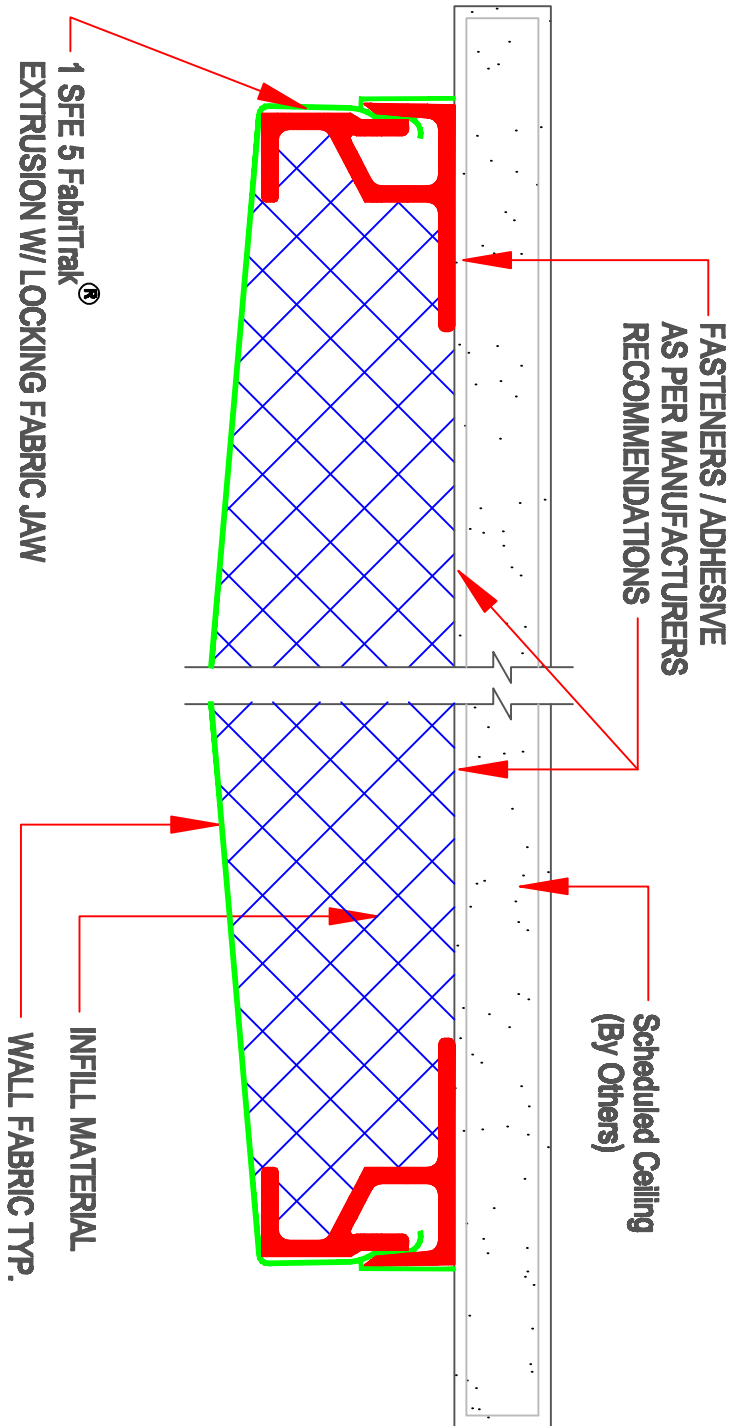 FASTENERS / ADHESIVE
AS PER MANUFACTURERS
RECOMMENDATIONS
Scheduled Ceiling
(By Others)
1 SFE 5 FabriTrak®
EXTRUSION W/ LOCKING FABRIC JAW
INFILL MATERIAL
WALL FABRIC TYP.